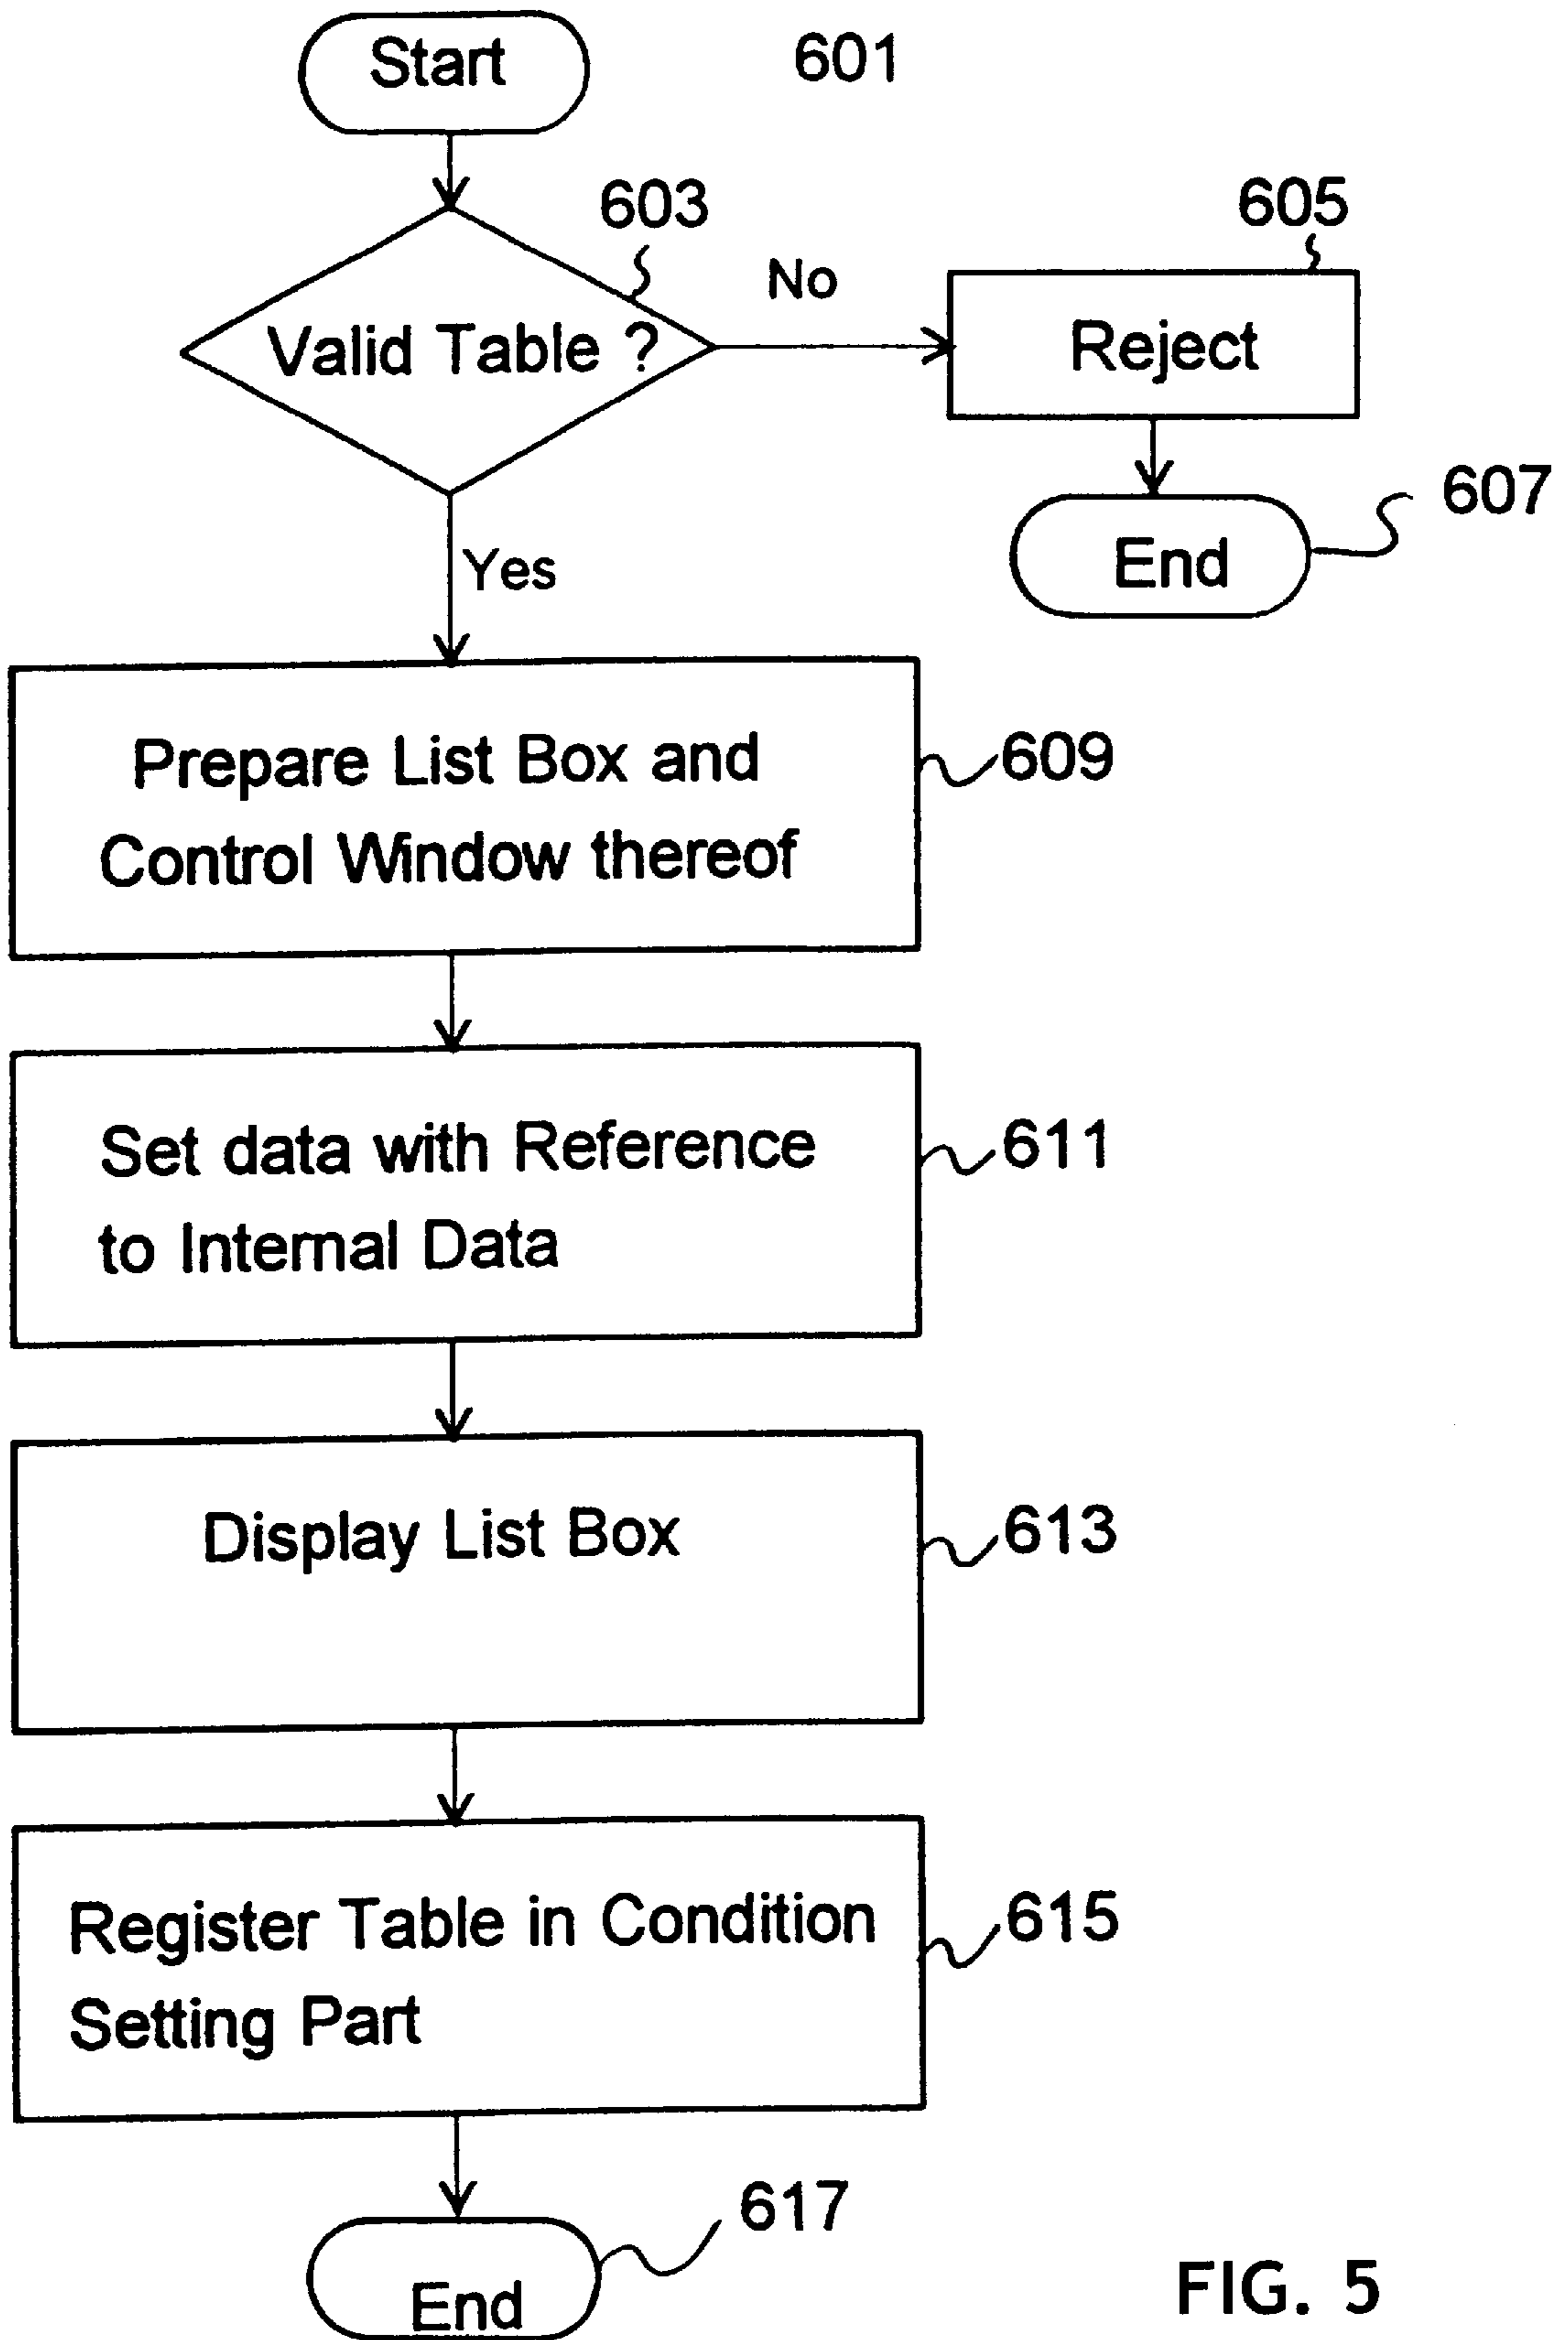 Start
601
603
605
Valid Table ?
No
Reject
607
End
Yes
Prepare List Box and
Control Window thereof
609
Set data with Reference
to Internal Data
611
Display List Box
613
Register Table in Condition
Setting Part
615
617
End
FIG. 5